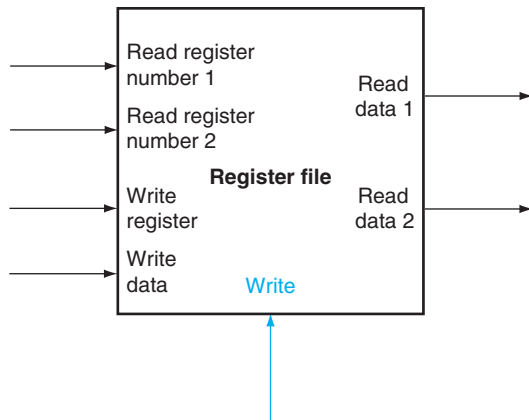 Read register
number 1
Read
data 1
Read register
number 2
Register file
Write
register
Read
data 2
Write
data
Write